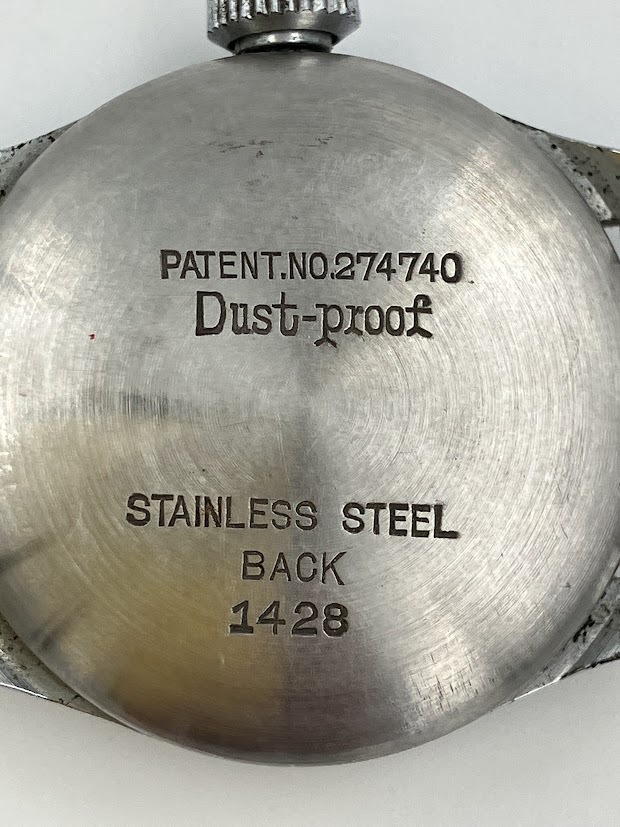 PATENT.NO.274740
Dust-proof
STAINLESS STEEL
BACK
1428